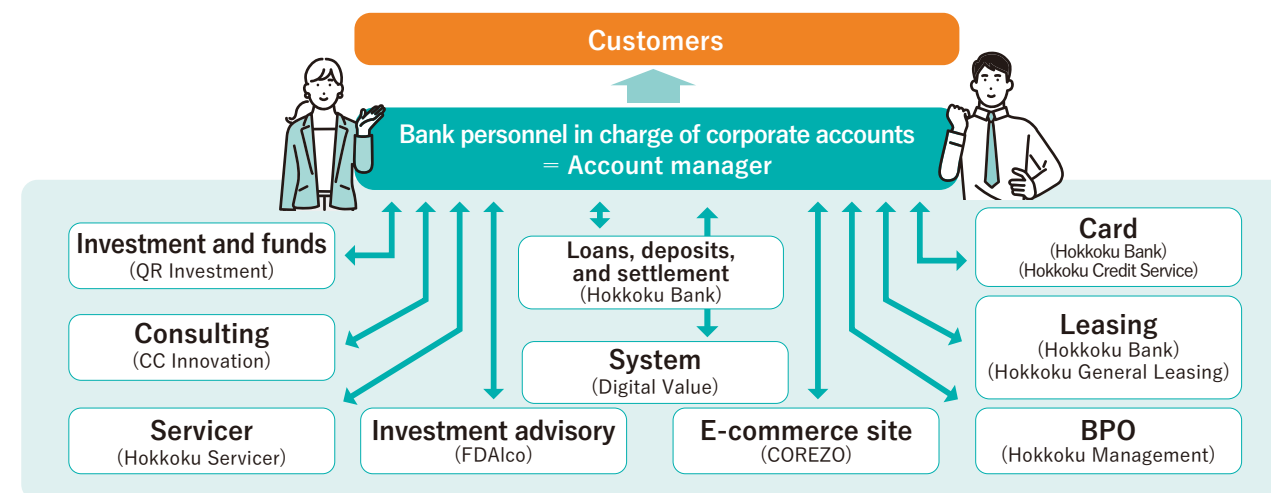 Customers
Bank personnel in charge of corporate accounts
= Account manager
Investment and funds
(QR Investment)
Loans, deposits,
and settlement
(Hokkoku Bank)
Card
(Hokkoku Bank)
(Hokkoku Credit Service)
Consulting
(CC Innovation)
System
(Digital Value)
Leasing
(Hokkoku Bank)
(Hokkoku General Leasing)
Servicer
(Hokkoku Servicer)
Investment advisory
(FDAlco)
E-commerce site
(COREZO)
BPO
(Hokkoku Management)